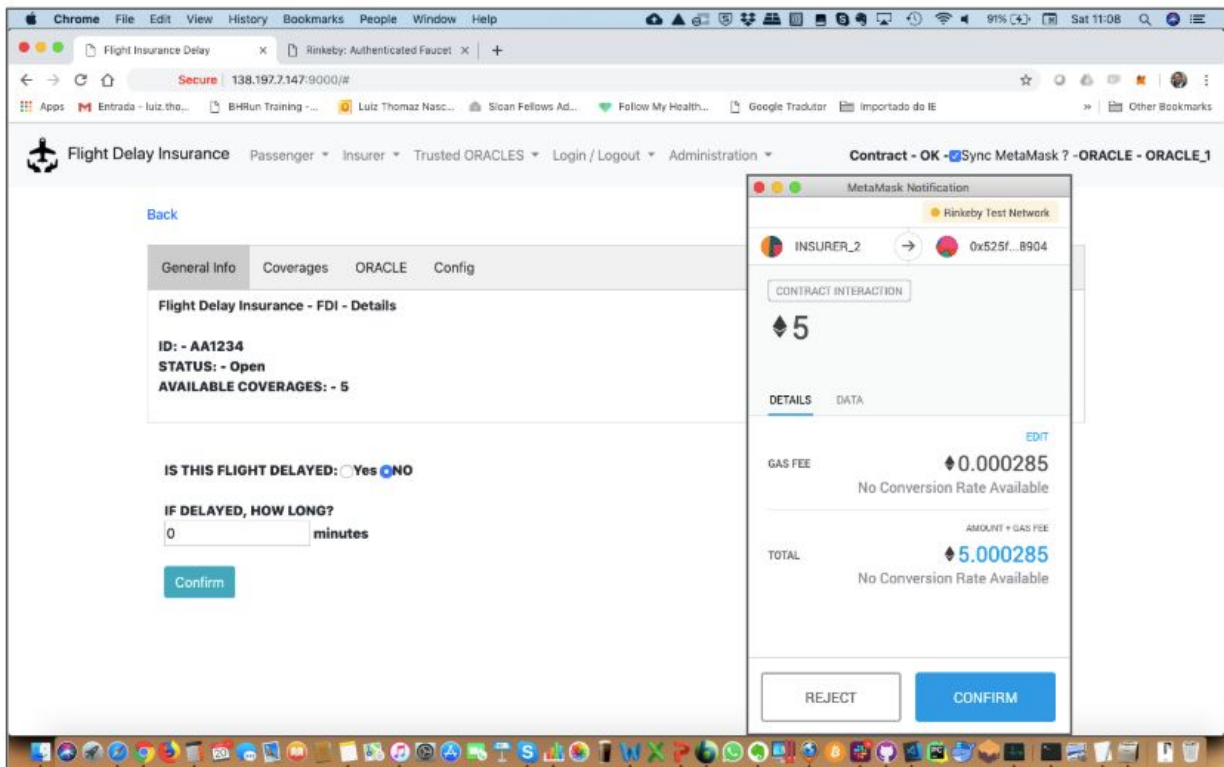 Chrome File Edit View History Bookmarks People Window Help 91% Sat 11:08
Flight Insurance Delay × Rinkeby: Authenticated Faucet × +
Secure 138.197.7.147:9000/#
Apps Entrada - luiz.tho... BHRun Training -... Luiz Thomaz Nasc... Sloan Fellows Ad... Follow My Health... Google Tradutor Importado do IE » Other Bookmarks
Flight Delay Insurance Passenger Insurer Trusted ORACLES Login / Logout Administration Contract - OK - Sync MetaMask ? -ORACLE - ORACLE_1
Back
General Info Coverages ORACLE Config
Flight Delay Insurance - FDI - Details
ID: - AA1234
STATUS: - Open
AVAILABLE COVERAGES: - 5
IS THIS FLIGHT DELAYED: Yes NO
IF DELAYED, HOW LONG?
0 minutes
Confirm
MetaMask Notification
Rinkeby Test Network
INSURER_2 → 0x525f...8904
CONTRACT INTERACTION
5
DETAILS DATA
EDIT
GAS FEE 0.000285
No Conversion Rate Available
AMOUNT + GAS FEE
TOTAL 5.000285
No Conversion Rate Available
REJECT CONFIRM